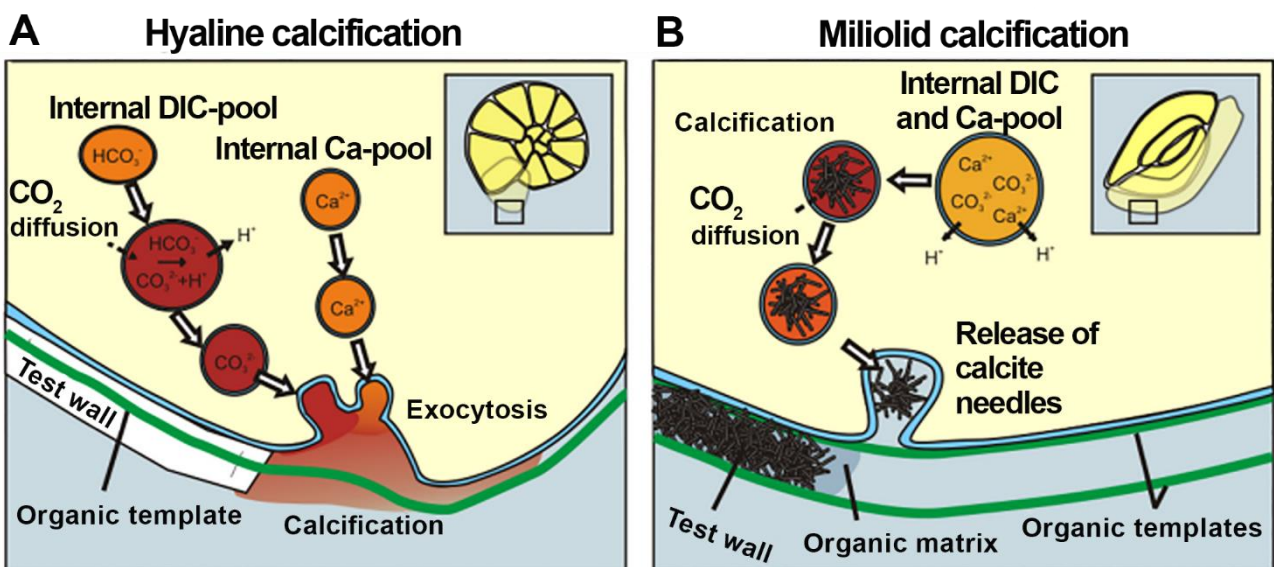 A
Hyaline calcification
Internal DIC-pool
HCO₃⁻
Internal Ca-pool
Ca²⁺
CO₂
diffusion
HCO₃⁻
CO₃²⁻+H⁺
H⁺
Ca²⁺
CO₃²⁻
Exocytosis
Test wall
Organic template
Calcification
B
Miliolid calcification
Internal DIC
and Ca-pool
Calcification
Ca²⁺
CO₃²⁻
CO₃²⁻
Ca²⁺
CO₂
diffusion
H⁺
H⁺
Release of
calcite
needles
Test wall
Organic matrix
Organic templates